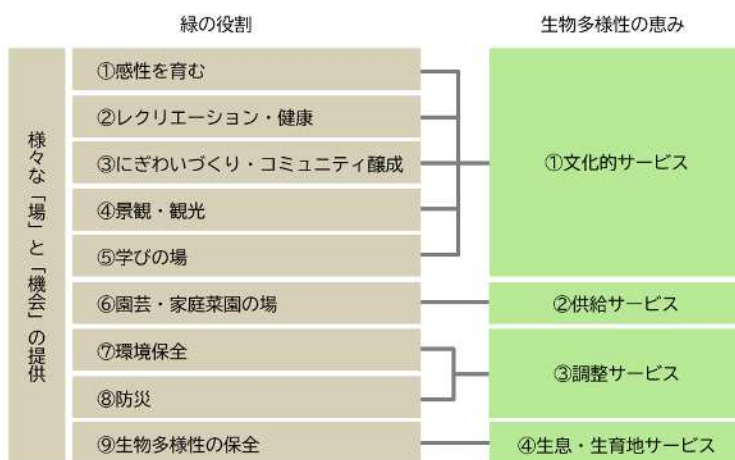 緑の役割
生物多様性の恵み
様々な「場」と「機会」の提供
①感性を育む
②レクリエーション・健康
③にぎわいづくり・コミュニティ醸成
④景観・観光
⑤学びの場
⑥園芸・家庭菜園の場
⑦環境保全
⑧防災
⑨生物多様性の保全
①文化的サービス
②供給サービス
③調整サービス
④生息・生育地サービス